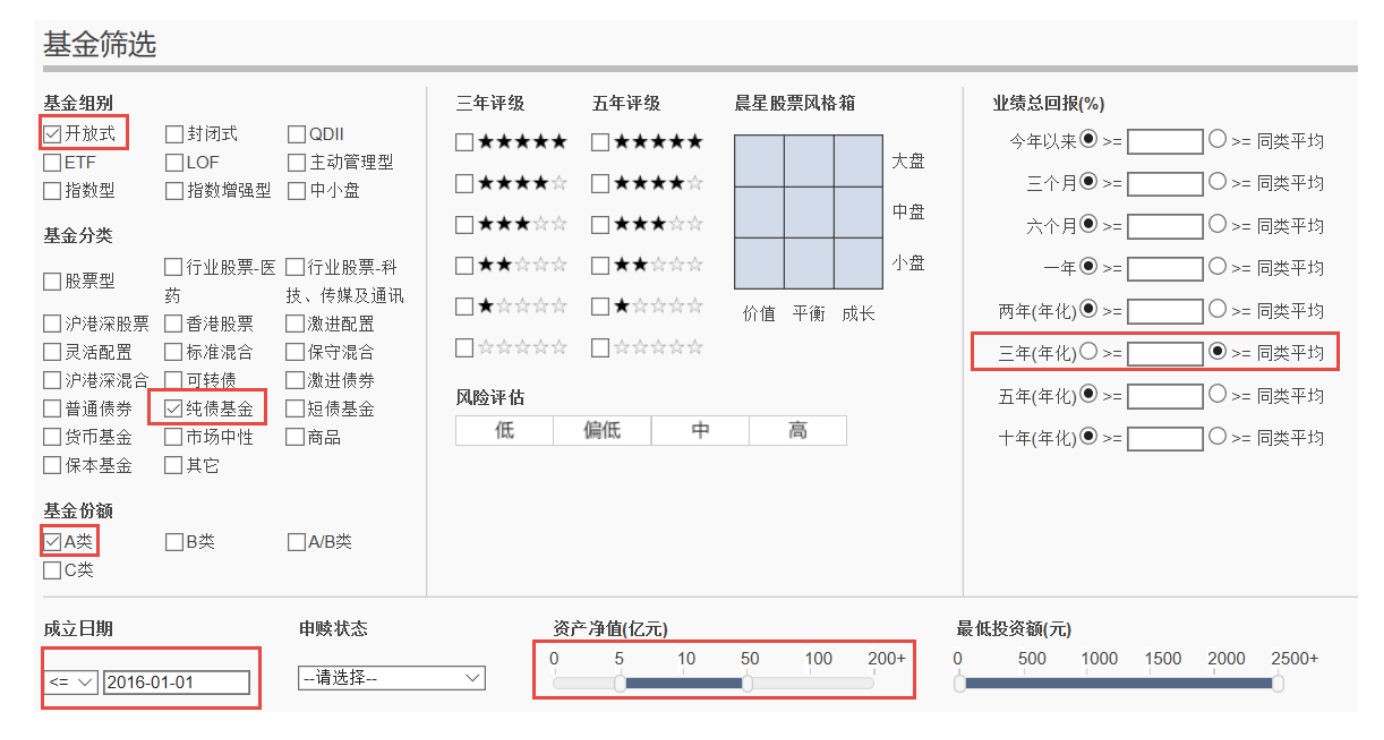 基金筛选
基金组别
开放式 封闭式 QDII
ETF LOF 主动管理型
指数型 指数增强型 中小盘
基金分类
股票型 行业股票-医药 行业股票-科技、传媒及通讯
沪港深股票 香港股票 激进配置
灵活配置 标准混合 保守混合
沪港深混合 可转债 激进债券
普通债券 纯债基金 短债基金
货币基金 市场中性 商品
保本基金 其它
基金份额
A类 B类 A/B类
C类
三年评级 五年评级
★★★★★ ★★★★★
★★★★☆ ★★★★☆
★★★☆☆ ★★★☆☆
★★☆☆☆ ★★☆☆☆
★☆☆☆☆ ★☆☆☆☆
☆☆☆☆☆ ☆☆☆☆☆
晨星股票风格箱
大盘
中盘
小盘
价值 平衡 成长
风险评估
低 偏低 中 高
业绩总回报(%)
今年以来 >= >= 同类平均
三个月 >= >= 同类平均
六个月 >= >= 同类平均
一年 >= >= 同类平均
两年(年化) >= >= 同类平均
三年(年化) >= >= 同类平均
五年(年化) >= >= 同类平均
十年(年化) >= >= 同类平均
成立日期
<= 2016-01-01
申赎状态
--请选择--
资产净值(亿元)
0 5 10 50 100 200+
最低投资额(元)
0 500 1000 1500 2000 2500+